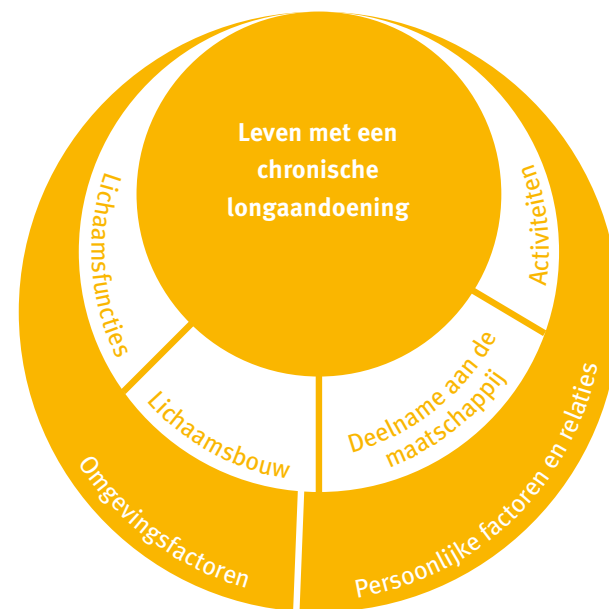 Leven met een
chronische
longaandoening
Lichaamsfuncties
Lichaamsbouw
Deelname aan de
maatschappij
Activiteiten
Omgevingsfactoren
Persoonlijke factoren en relaties